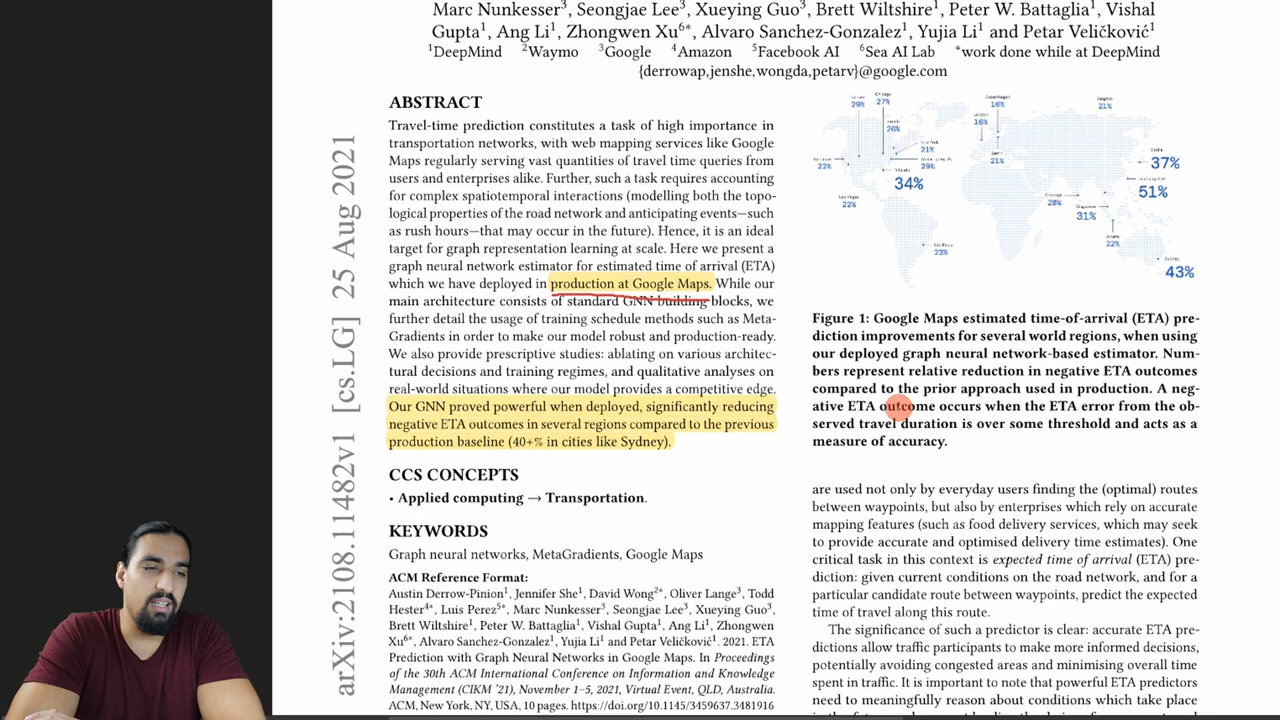 Marc Nunkesser³, Seongjae Lee³, Xueying Guo³, Brett Wiltshire¹, Peter W. Battaglia¹, Vishal
Gupta¹, Ang Li¹, Zhongwen Xu⁶*, Alvaro Sanchez-Gonzalez¹, Yujia Li¹ and Petar Veličković¹
¹DeepMind ²Waymo ³Google ⁴Amazon ⁵Facebook AI ⁶Sea AI Lab *work done while at DeepMind
{derrowap,jenshe,wongda,petarv}@google.com
arXiv:2108.11482v1 [cs.LG] 25 Aug 2021
ABSTRACT
Travel-time prediction constitutes a task of high importance in
transportation networks, with web mapping services like Google
Maps regularly serving vast quantities of travel time queries from
users and enterprises alike. Further, such a task requires accounting
for complex spatiotemporal interactions (modelling both the topo-
logical properties of the road network and anticipating events—such
as rush hours—that may occur in the future). Hence, it is an ideal
target for graph representation learning at scale. Here we present a
graph neural network estimator for estimated time of arrival (ETA)
which we have deployed in production at Google Maps. While our
main architecture consists of standard GNN building blocks, we
further detail the usage of training schedule methods such as Meta-
Gradients in order to make our model robust and production-ready.
We also provide prescriptive studies: ablating on various architec-
tural decisions and training regimes, and qualitative analyses on
real-world situations where our model provides a competitive edge.
Our GNN proved powerful when deployed, significantly reducing
negative ETA outcomes in several regions compared to the previous
production baseline (40+% in cities like Sydney).
CCS CONCEPTS
• Applied computing → Transportation.
KEYWORDS
Graph neural networks, MetaGradients, Google Maps
ACM Reference Format:
Austin Derrow-Pinion¹, Jennifer She¹, David Wong²*, Oliver Lange³, Todd
Hester⁴*, Luis Perez⁵*, Marc Nunkesser³, Seongjae Lee³, Xueying Guo³,
Brett Wiltshire¹, Peter W. Battaglia¹, Vishal Gupta¹, Ang Li¹, Zhongwen
Xu⁶*, Alvaro Sanchez-Gonzalez¹, Yujia Li¹ and Petar Veličković¹. 2021. ETA
Prediction with Graph Neural Networks in Google Maps. In Proceedings
of the 30th ACM International Conference on Information and Knowledge
Management (CIKM '21), November 1–5, 2021, Virtual Event, QLD, Australia.
ACM, New York, NY, USA, 10 pages. https://doi.org/10.1145/3459637.3481916
29%
Chicago
27%
Copenhagen
16%
21%
London
16%
26%
New York
21%
Berlin
21%
22%
29%
Orlando
34%
Osaka
37%
51%
Las Vegas
22%
20%
Singapore
31%
22%
Sao Paulo
23%
Sydney
43%
Figure 1: Google Maps estimated time-of-arrival (ETA) pre-
diction improvements for several world regions, when using
our deployed graph neural network-based estimator. Num-
bers represent relative reduction in negative ETA outcomes
compared to the prior approach used in production. A neg-
ative ETA outcome occurs when the ETA error from the ob-
served travel duration is over some threshold and acts as a
measure of accuracy.
are used not only by everyday users finding the (optimal) routes
between waypoints, but also by enterprises which rely on accurate
mapping features (such as food delivery services, which may seek
to provide accurate and optimised delivery time estimates). One
critical task in this context is expected time of arrival (ETA) pre-
diction: given current conditions on the road network, and for a
particular candidate route between waypoints, predict the expected
time of travel along this route.
The significance of such a predictor is clear: accurate ETA pre-
dictions allow traffic participants to make more informed decisions,
potentially avoiding congested areas and minimising overall time
spent in traffic. It is important to note that powerful ETA predictors
need to meaningfully reason about conditions which take place